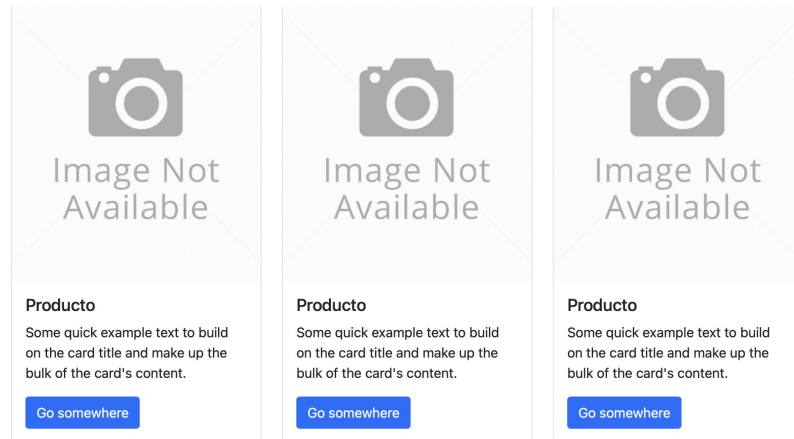 Image Not
Available
Producto
Some quick example text to build
on the card title and make up the
bulk of the card's content.
Go somewhere
Image Not
Available
Producto
Some quick example text to build
on the card title and make up the
bulk of the card's content.
Go somewhere
Image Not
Available
Producto
Some quick example text to build
on the card title and make up the
bulk of the card's content.
Go somewhere